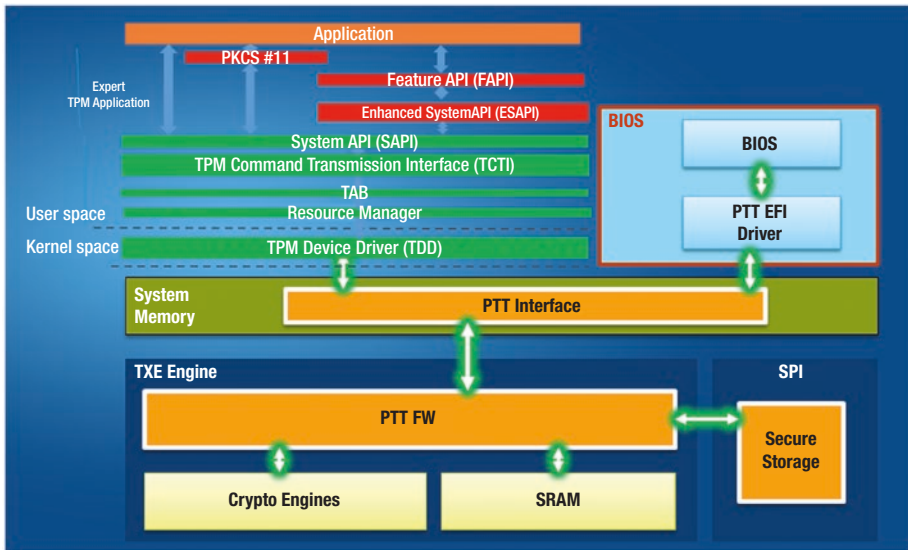 Application
PKCS #11
Expert
TPM Application
Feature API (FAPI)
Enhanced SystemAPI (ESAPI)
System API (SAPI)
TPM Command Transmission Interface (TCTI)
TAB
User space
Resource Manager
Kernel space
TPM Device Driver (TDD)
BIOS
BIOS
PTT EFI
Driver
System
Memory
PTT Interface
TXE Engine
PTT FW
Crypto Engines
SRAM
SPI
Secure
Storage